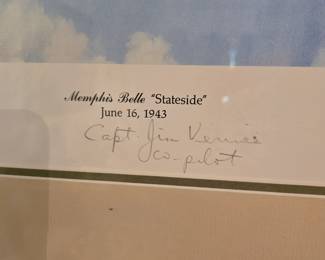 Memphis Belle "Stateside"
June 16, 1943
Capt. Jim Verinis
co-pilot